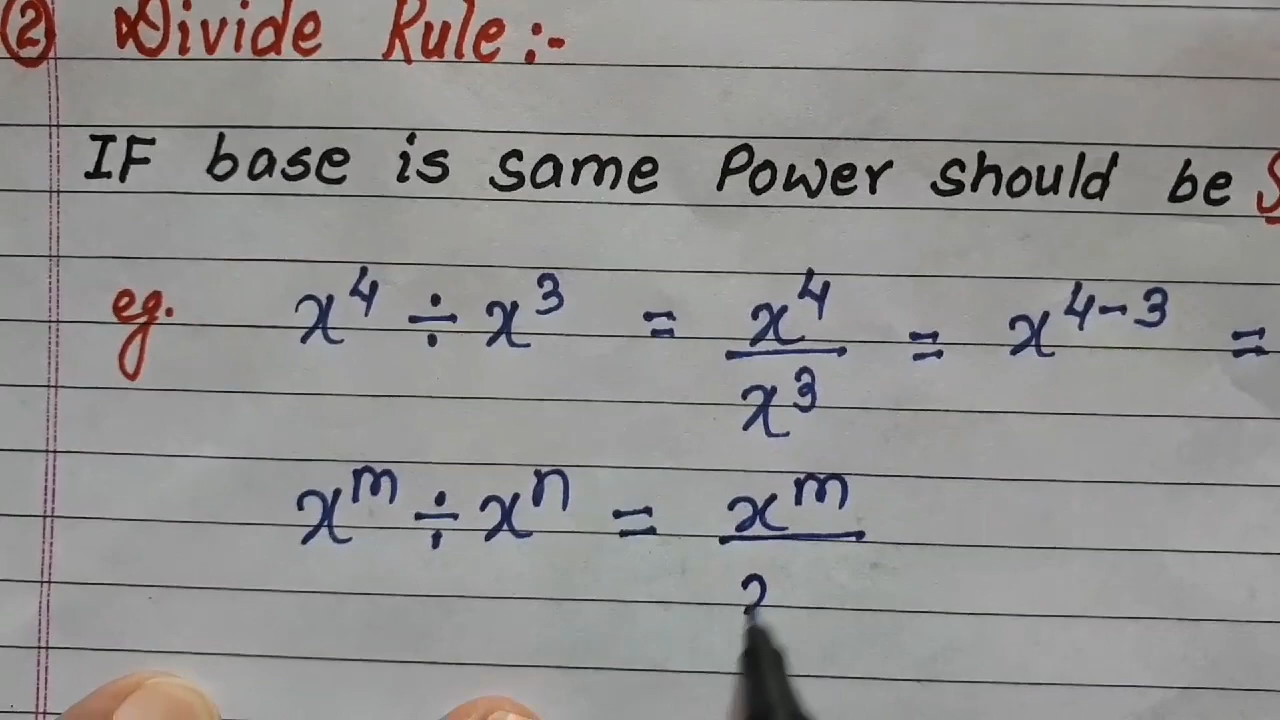 ② Divide Rule:-
IF base is same Power should be
eg. x⁴ ÷ x³ = x⁴/x³ = x⁴⁻³ =
xᵐ ÷ xⁿ = xᵐ/